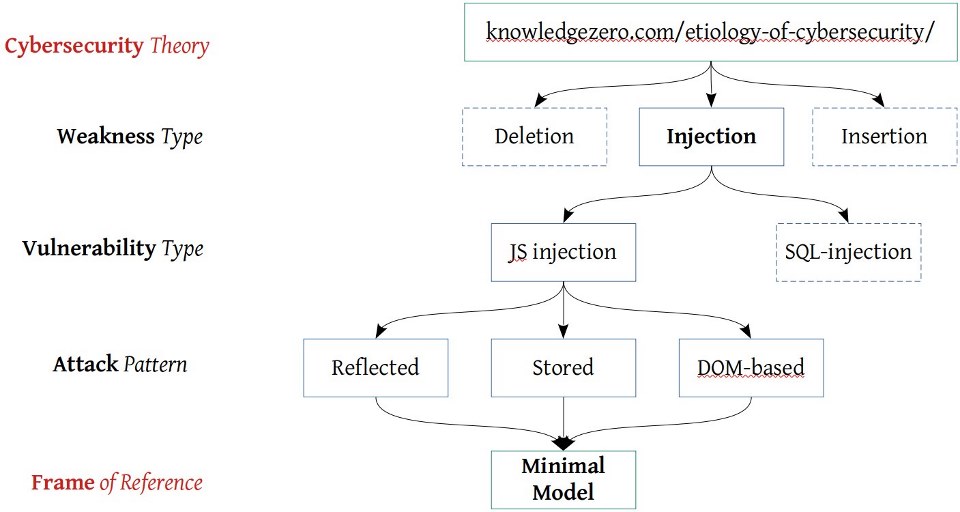 Cybersecurity Theory
knowledgezero.com/etiology-of-cybersecurity/
Weakness Type
Deletion
Injection
Insertion
Vulnerability Type
JS injection
SQL-injection
Attack Pattern
Reflected
Stored
DOM-based
Frame of Reference
Minimal
Model